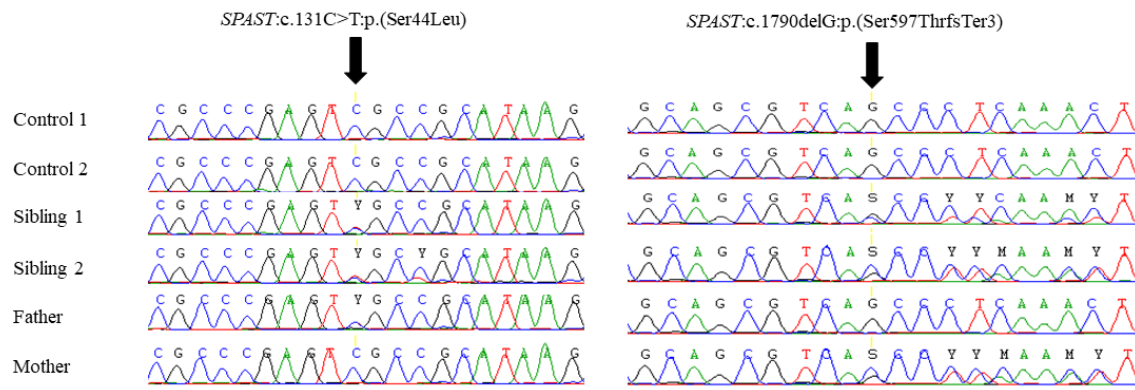 SPAST:c.131C>T:p.(Ser44Leu) SPAST:c.1790delG:p.(Ser597ThrfsTer3)
Control 1 C G C C C G A G T C G C C G C A T A A G G C A G C G T C A G C C C T C A A A C T
Control 2 C G C C C G A G T C G C C G C A T A A G G C A G C G T C A G C C C T C A A A C T
Sibling 1 C G C C C G A G T Y G C C G C A T A A G G C A G C G T C A S C C Y Y C A A M Y T
Sibling 2 C G C C C G A G T Y G C Y G C A T A A G G C A G C G T C A S C C Y Y M A A M Y T
Father C G C C C G A G T Y G C C G C A T A A G G C A G C G T C A G C C C T C A A A C T
Mother C G C C C G A G T C G C C G C A T A A G G C A G C G T C A S C C Y Y M A A M Y T